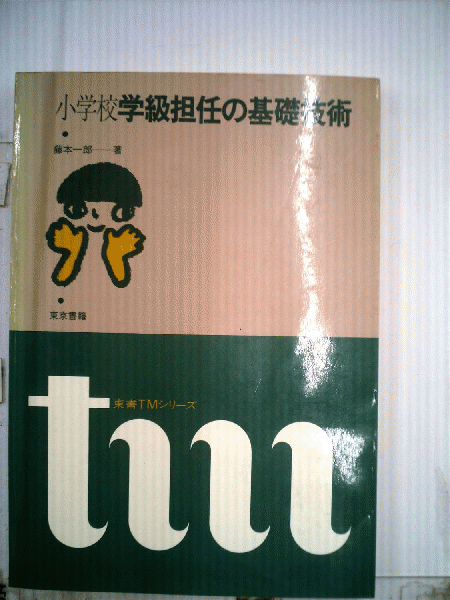 小学校学級担任の基礎技術
藤本一郎——著
東京書籍
東書TMシリーズ
tm